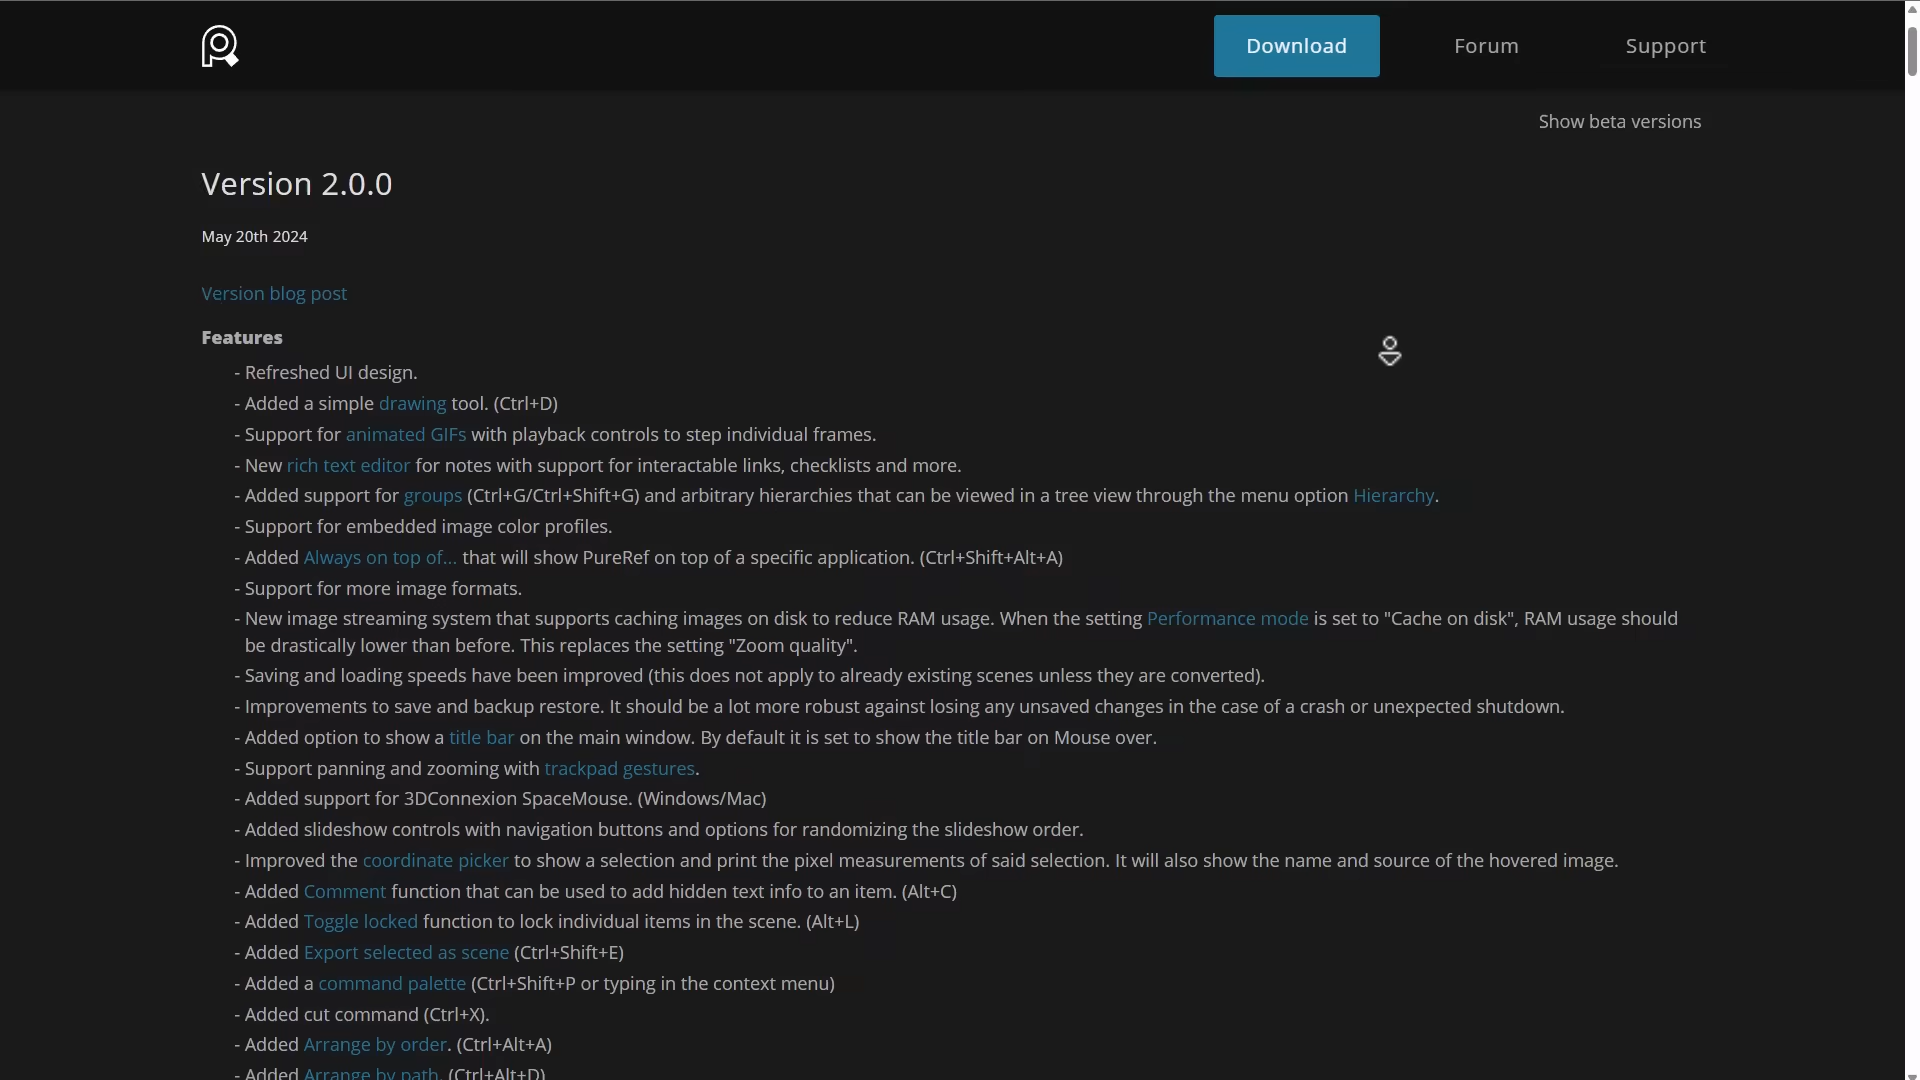 Download
Forum
Support
Show beta versions
Version 2.0.0
May 20th 2024
Version blog post
Features
- Refreshed UI design.
- Added a simple drawing tool. (Ctrl+D)
- Support for animated GIFs with playback controls to step individual frames.
- New rich text editor for notes with support for interactable links, checklists and more.
- Added support for groups (Ctrl+G/Ctrl+Shift+G) and arbitrary hierarchies that can be viewed in a tree view through the menu option Hierarchy.
- Support for embedded image color profiles.
- Added Always on top of... that will show PureRef on top of a specific application. (Ctrl+Shift+Alt+A)
- Support for more image formats.
- New image streaming system that supports caching images on disk to reduce RAM usage. When the setting Performance mode is set to "Cache on disk", RAM usage should
be drastically lower than before. This replaces the setting "Zoom quality".
- Saving and loading speeds have been improved (this does not apply to already existing scenes unless they are converted).
- Improvements to save and backup restore. It should be a lot more robust against losing any unsaved changes in the case of a crash or unexpected shutdown.
- Added option to show a title bar on the main window. By default it is set to show the title bar on Mouse over.
- Support panning and zooming with trackpad gestures.
- Added support for 3DConnexion SpaceMouse. (Windows/Mac)
- Added slideshow controls with navigation buttons and options for randomizing the slideshow order.
- Improved the coordinate picker to show a selection and print the pixel measurements of said selection. It will also show the name and source of the hovered image.
- Added Comment function that can be used to add hidden text info to an item. (Alt+C)
- Added Toggle locked function to lock individual items in the scene. (Alt+L)
- Added Export selected as scene (Ctrl+Shift+E)
- Added a command palette (Ctrl+Shift+P or typing in the context menu)
- Added cut command (Ctrl+X).
- Added Arrange by order. (Ctrl+Alt+A)
- Added Arrange by path. (Ctrl+Alt+D)